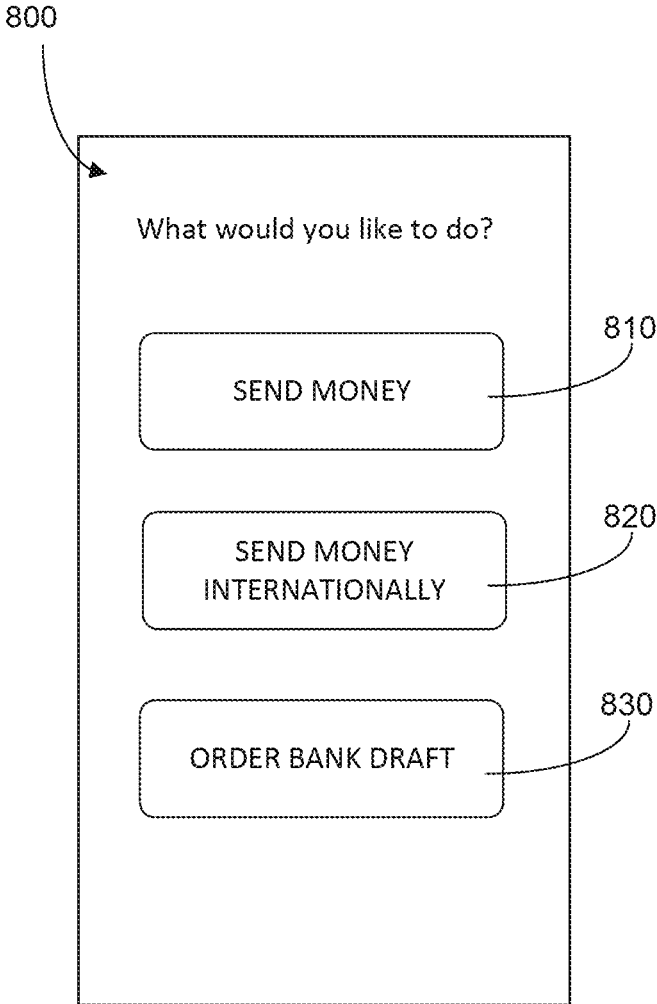 800
What would you like to do?
810
SEND MONEY
820
SEND MONEY
INTERNATIONALLY
830
ORDER BANK DRAFT